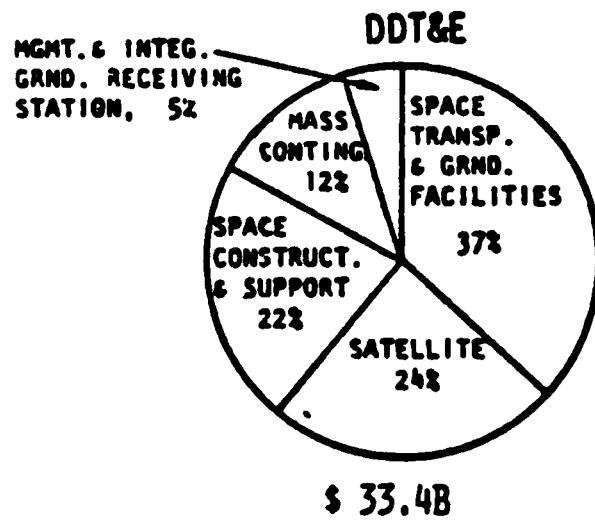 DDT&E
MGMT. & INTEG.
GRND. RECEIVING
STATION, 5%
MASS
CONTING.
12%
SPACE
TRANSP.
& GRND.
FACILITIES
37%
SPACE
CONSTRUCT.
& SUPPORT
22%
SATELLITE
24%
$ 33.4B